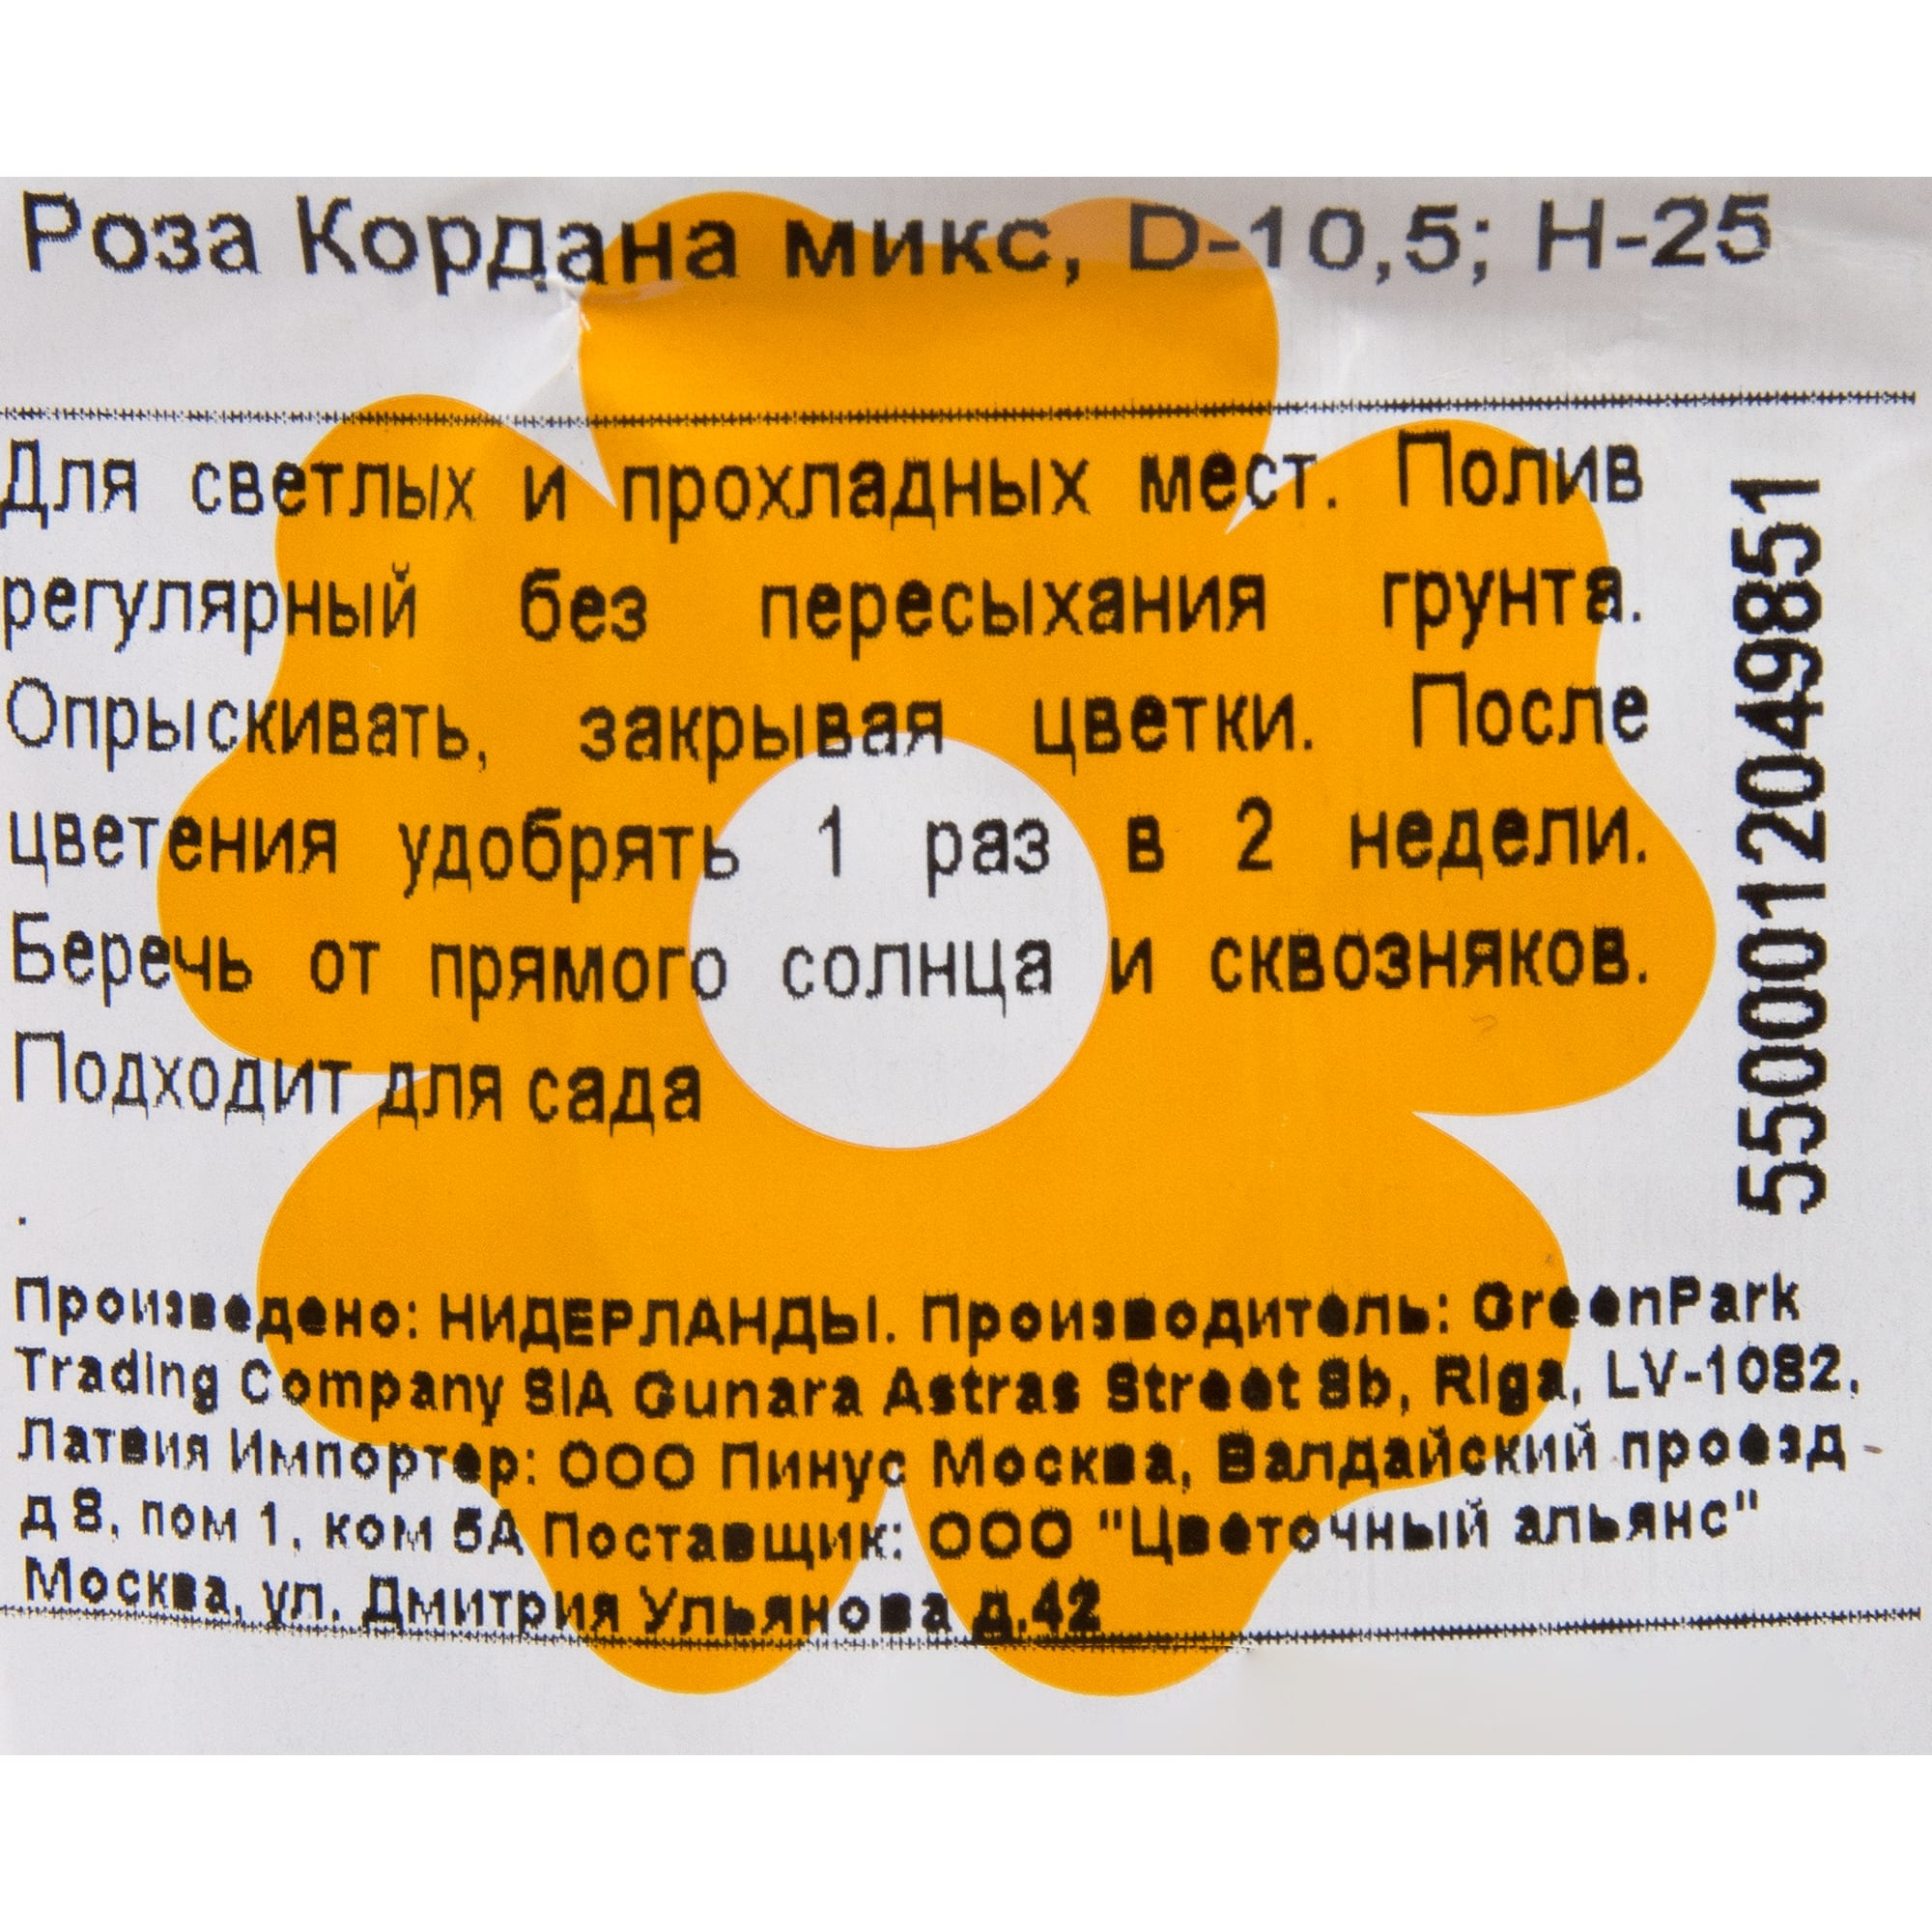 Роза Кордана микс, D-10,5; H-25
Для светлых и прохладных мест. Полив
регулярный без пересыхания грунта.
Опрыскивать, закрывая цветки. После
цветения удобрять 1 раз в 2 недели.
Беречь от прямого солнца и сквозняков.
Подходит для сада
.
5500012049851
Произведено: НИДЕРЛАНДЫ. Производитель: GreenPark
Trading Company SIA Gunara Astras Street 8b, Riga, LV-1082,
Латвия Импортер: ООО Пинус Москва, Валдайский проезд
д 8, пом 1, ком 5А Поставщик: ООО "Цветочный альянс"
Москва, ул. Дмитрия Ульянова д.42